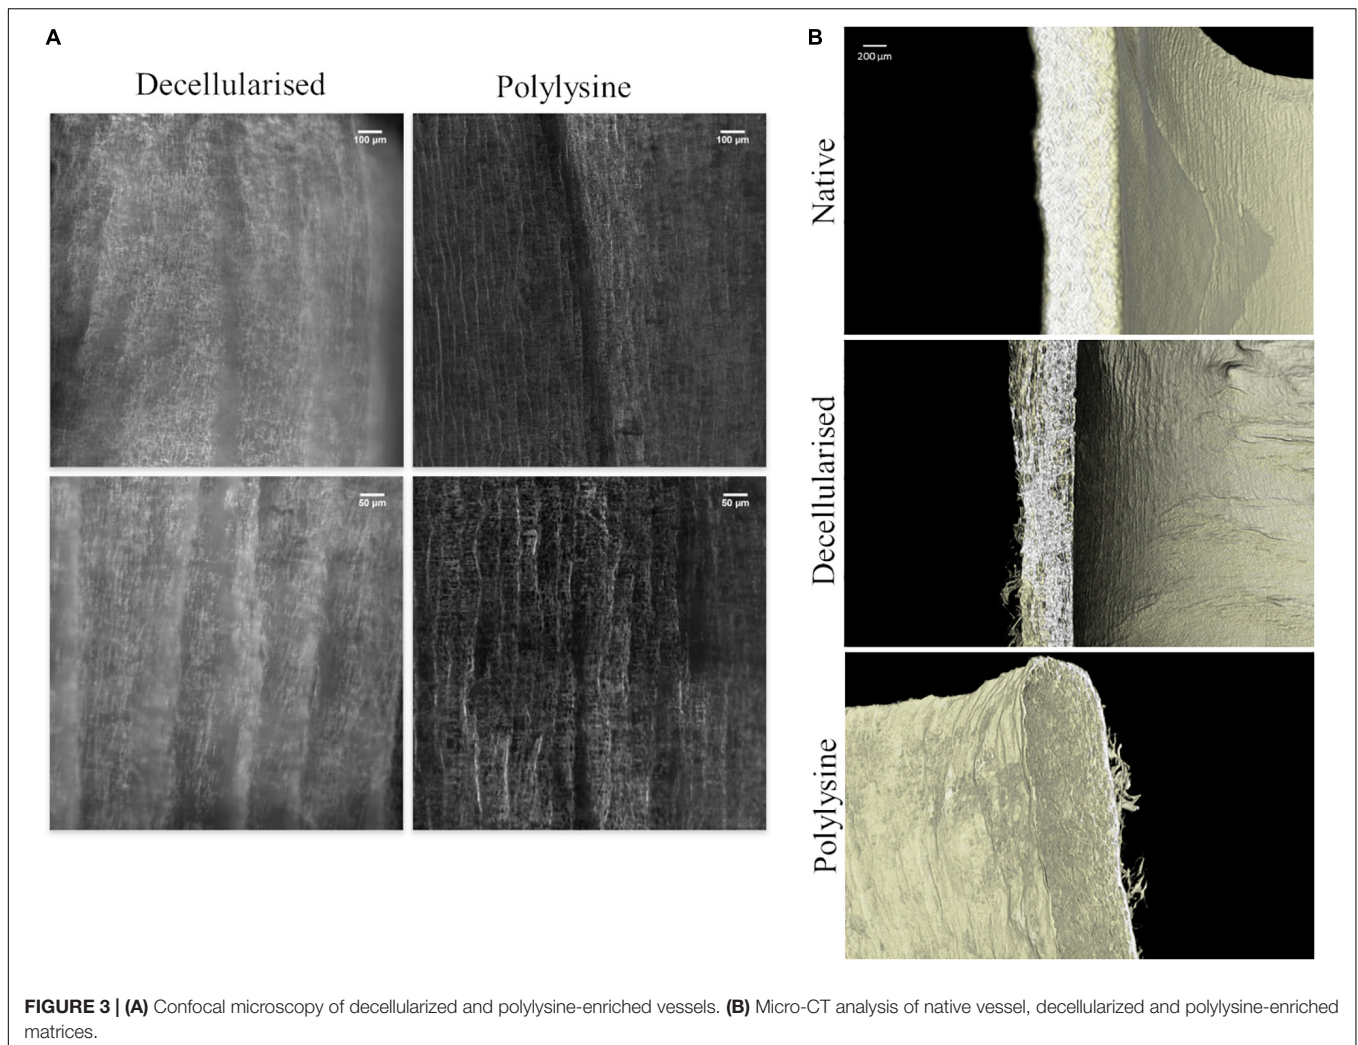 A
Decellularised
Polylysine
100 µm
100 µm
50 µm
50 µm
B
200 µm
Native
Decellularised
Polylysine
FIGURE 3 | (A) Confocal microscopy of decellularized and polylysine-enriched vessels. (B) Micro-CT analysis of native vessel, decellularized and polylysine-enriched
matrices.